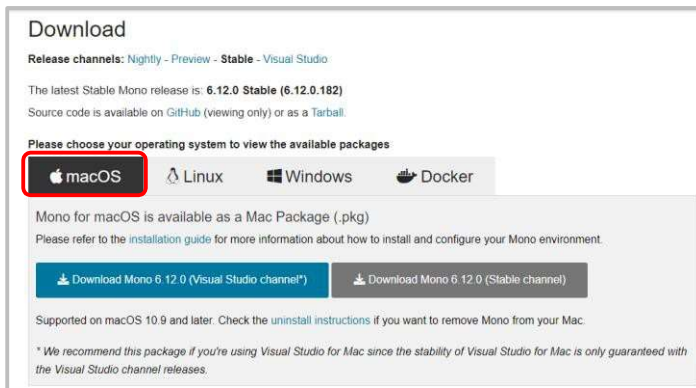 Download
Release channels: Nightly - Preview - Stable - Visual Studio
The latest Stable Mono release is: 6.12.0 Stable (6.12.0.182)
Source code is available on GitHub (viewing only) or as a Tarball.
Please choose your operating system to view the available packages
macOS Linux Windows Docker
Mono for macOS is available as a Mac Package (.pkg)
Please refer to the installation guide for more information about how to install and configure your Mono environment.
Download Mono 6.12.0 (Visual Studio channel*) Download Mono 6.12.0 (Stable channel)
Supported on macOS 10.9 and later. Check the uninstall instructions if you want to remove Mono from your Mac.
* We recommend this package if you're using Visual Studio for Mac since the stability of Visual Studio for Mac is only guaranteed with
the Visual Studio channel releases.